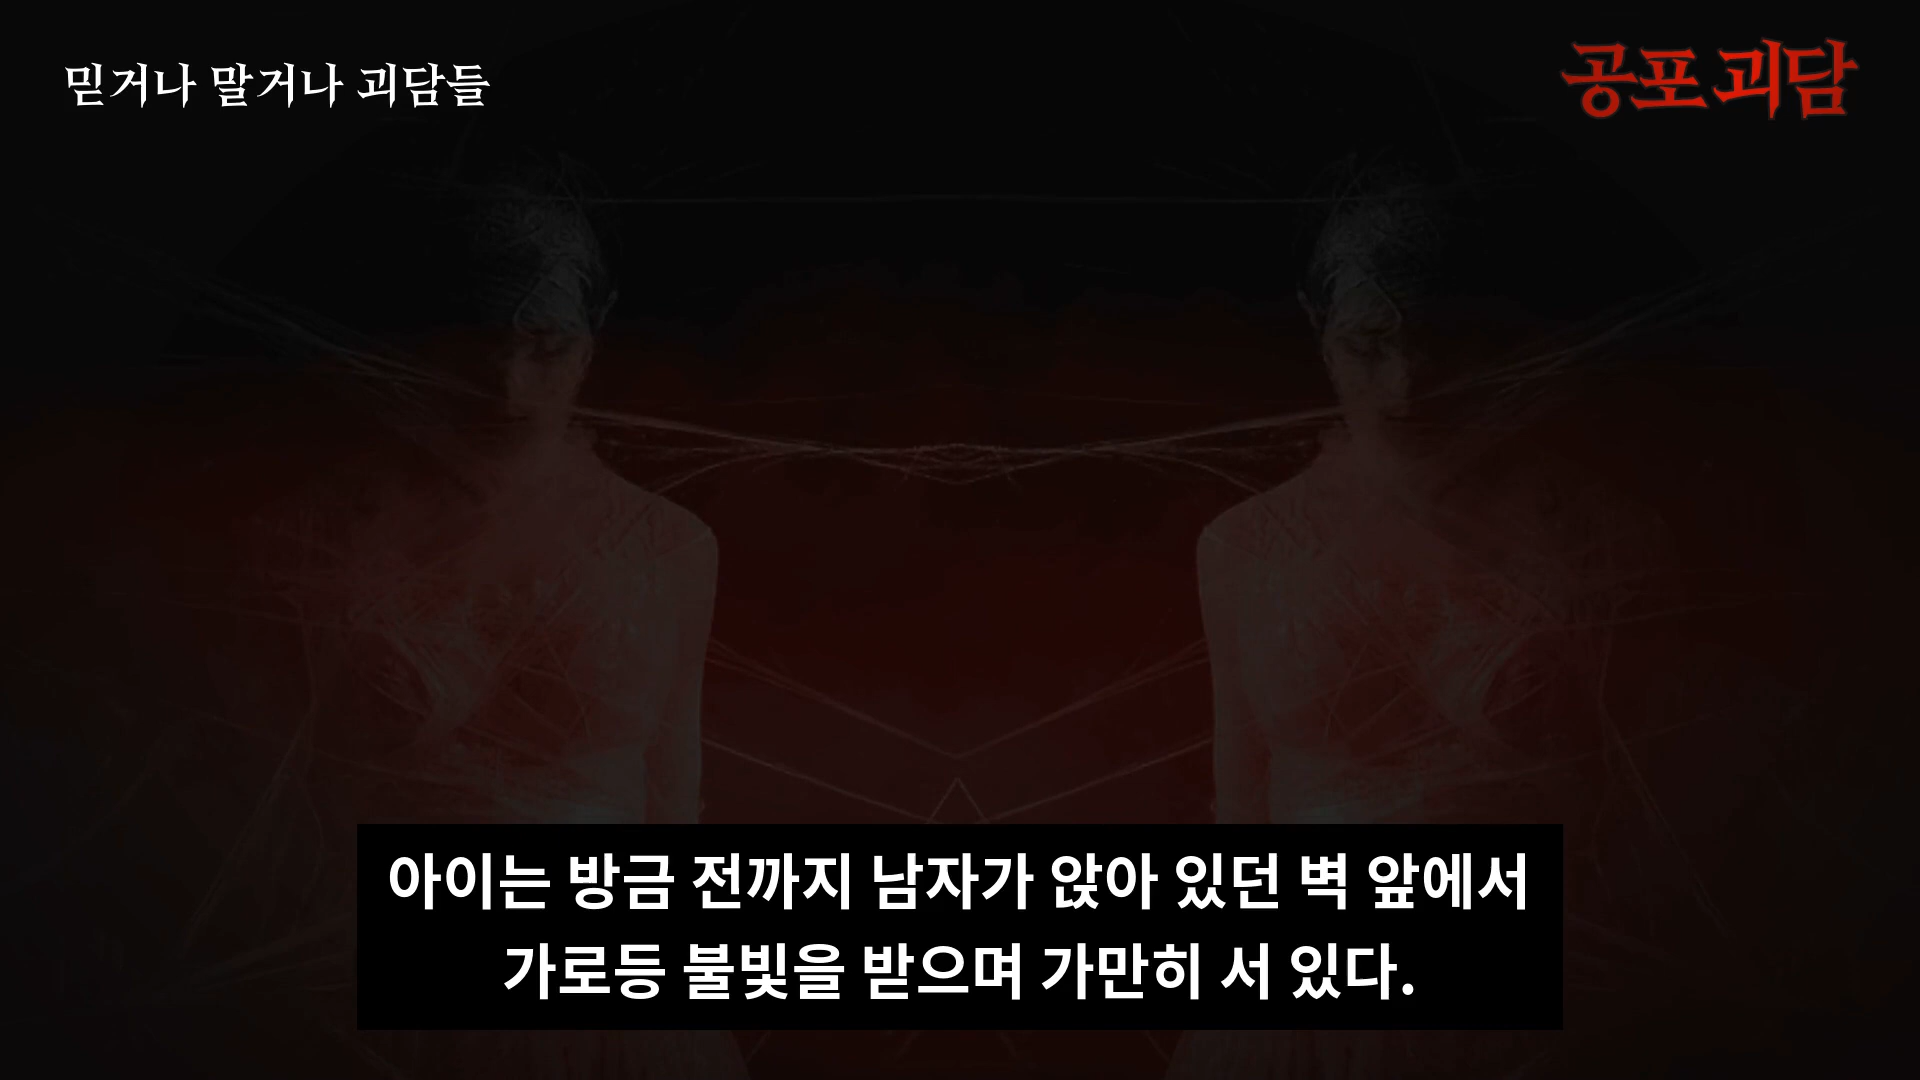 믿거나 말거나 괴담들
공포 괴담
아이는 방금 전까지 남자가 앉아 있던 벽 앞에서
가로등 불빛을 받으며 가만히 서 있다.